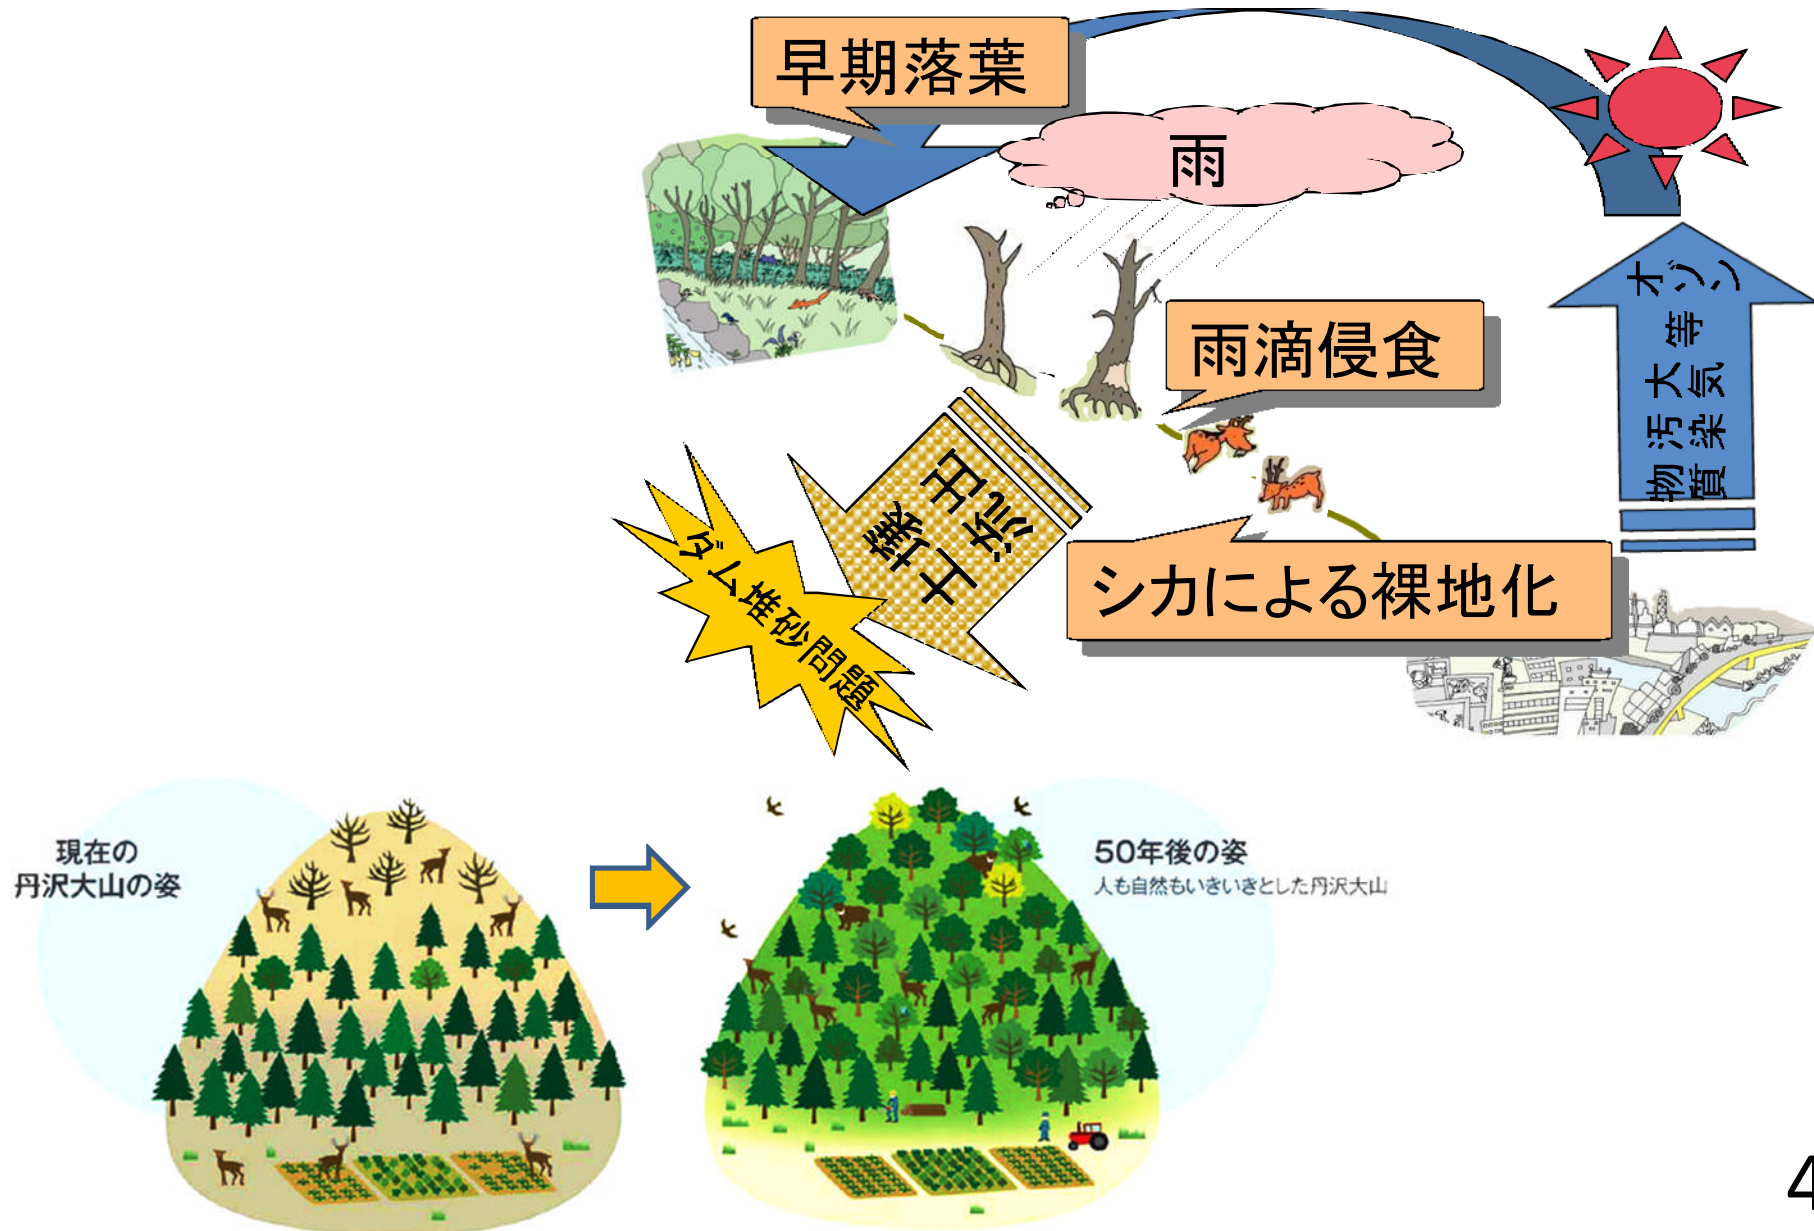 早期落葉
雨
オゾン
等
大気
汚染
物質
雨滴侵食
土壌
流出
シカによる裸地化
ダム堆砂問題
現在の
丹沢大山の姿
50年後の姿
人も自然もいきいきとした丹沢大山
4